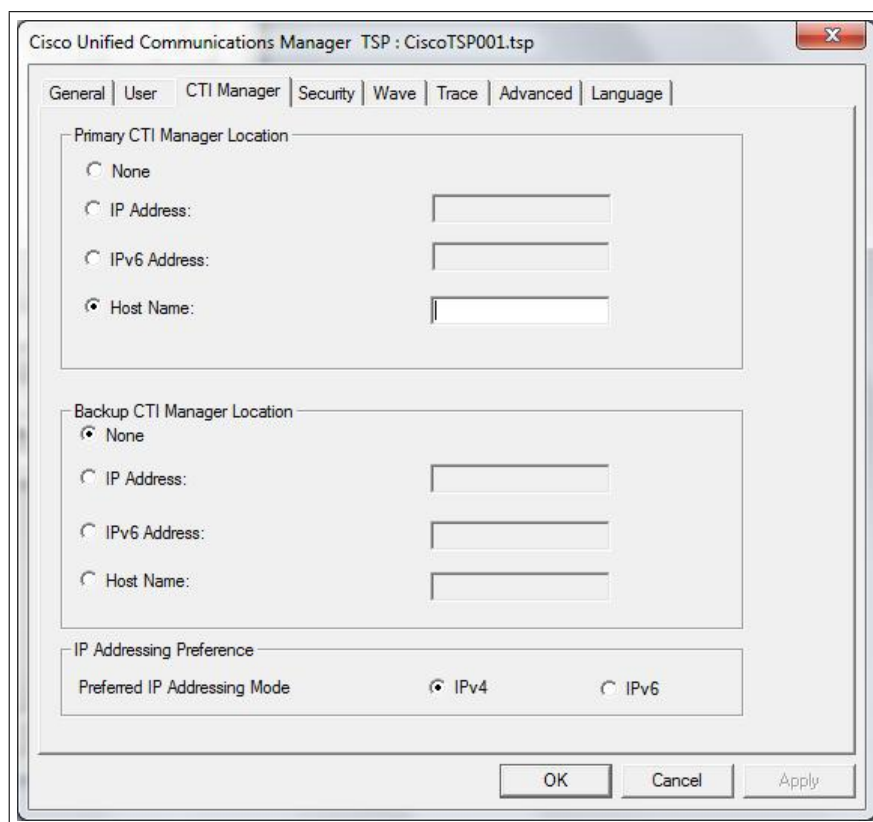 Cisco Unified Communications Manager TSP : CiscoTSP001.tsp
General User CTI Manager Security Wave Trace Advanced Language
Primary CTI Manager Location
None
IP Address:
IPv6 Address:
Host Name:
Backup CTI Manager Location
None
IP Address:
IPv6 Address:
Host Name:
IP Addressing Preference
Preferred IP Addressing Mode IPv4 IPv6
OK Cancel Apply